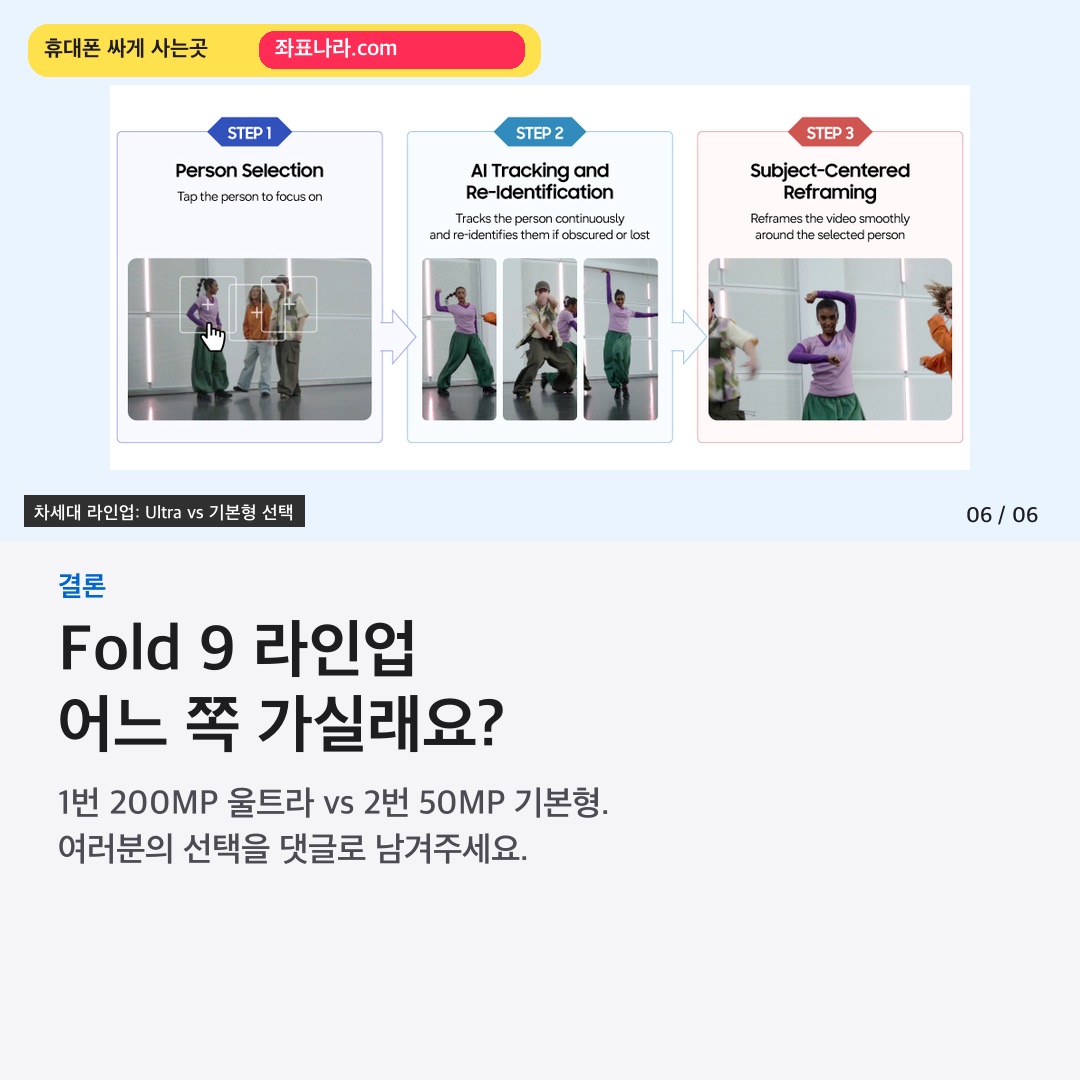 휴대폰 싸게 사는곳
좌표나라.com
STEP 1
Person Selection
Tap the person to focus on
STEP 2
AI Tracking and
Re-Identification
Tracks the person continuously
and re-identifies them if obscured or lost
STEP 3
Subject-Centered
Reframing
Reframes the video smoothly
around the selected person
차세대 라인업: Ultra vs 기본형 선택
06 / 06
결론
Fold 9 라인업
어느 쪽 가실래요?
1번 200MP 울트라 vs 2번 50MP 기본형.
여러분의 선택을 댓글로 남겨주세요.